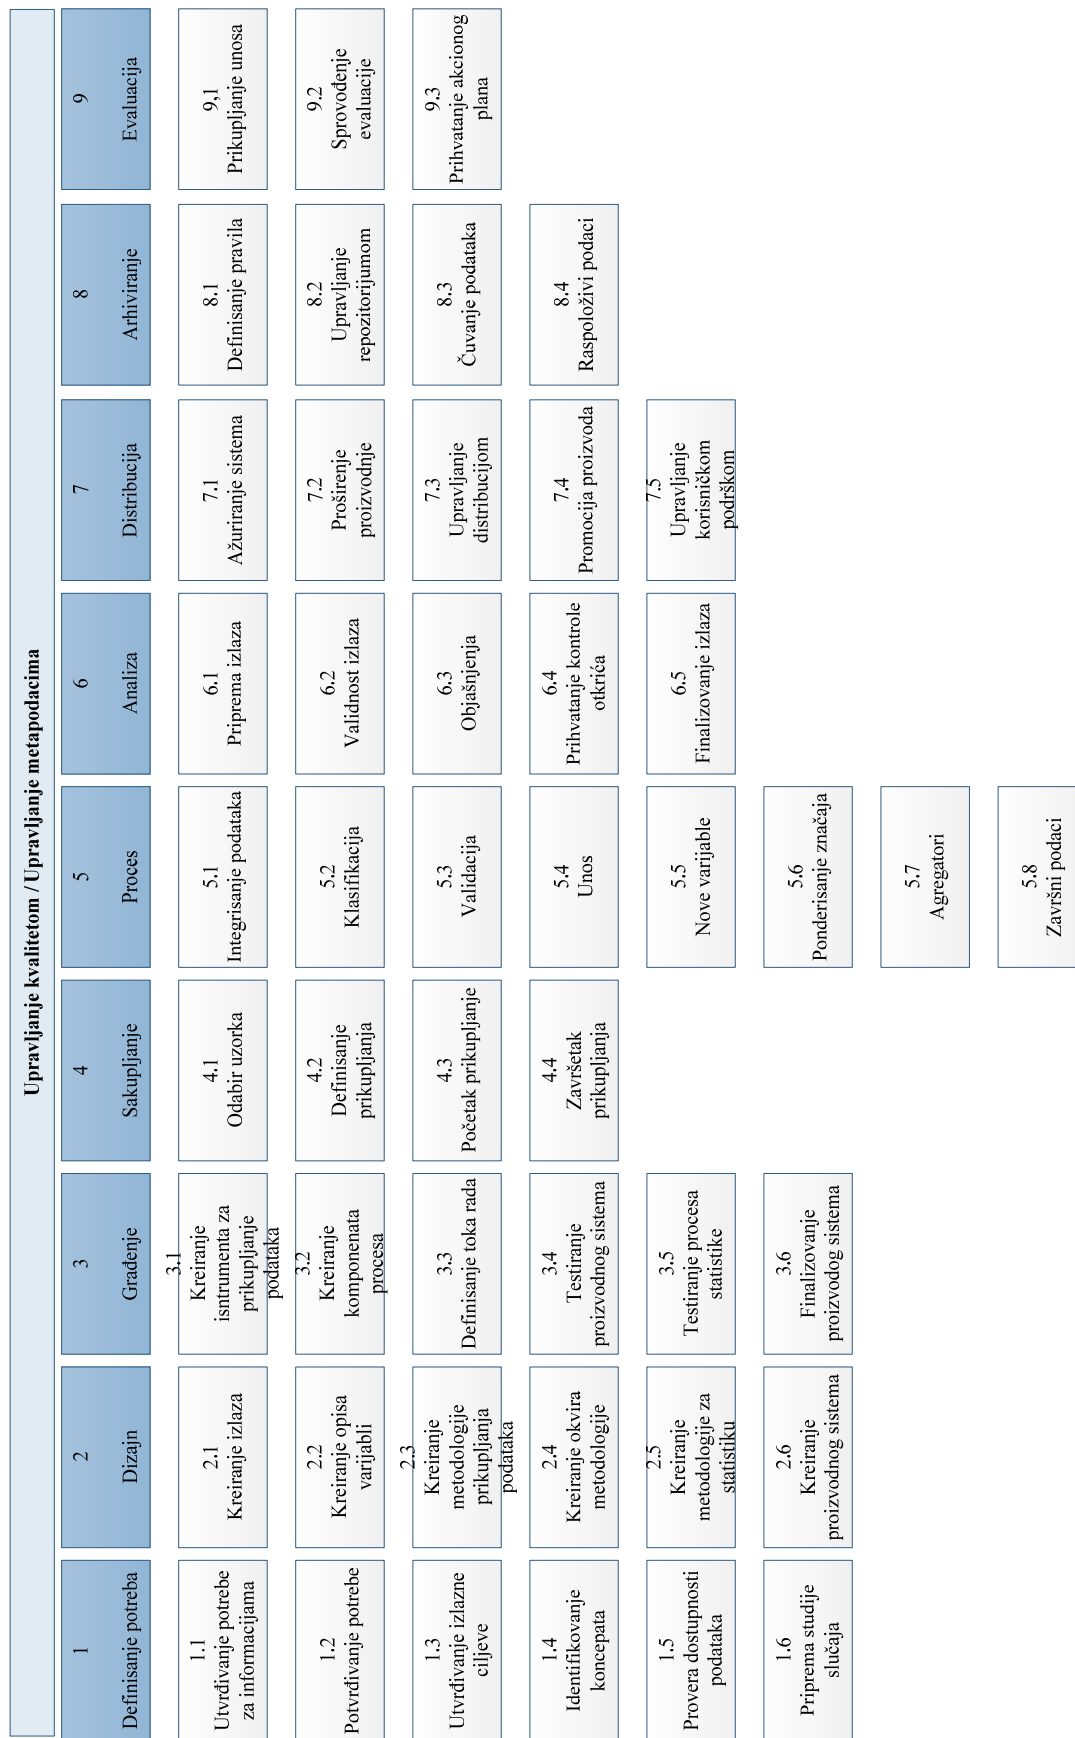 Upravljanje kvalitetom / Upravljanje metapodacima
1
Definisanje potreba
2
Dizajn
3
Građenje
4
Sakupljanje
5
Proces
6
Analiza
7
Distribucija
8
Arhiviranje
9
Evaluacija
1.1
Utvrđivanje potrebe
za informacijama
1.2
Potvrđivanje potrebe
1.3
Utvrđivanje izlazne
ciljeve
1.4
Identifikovanje
koncepata
1.5
Provera dostupnosti
podataka
1.6
Priprema studije
slučaja
2.1
Kreiranje izlaza
2.2
Kreiranje opisa
varijabli
2.3
Kreiranje
metodologije
prikupljanja
podataka
2.4
Kreiranje okvira
metodologije
2.5
Kreiranje
metodologije za
statistiku
2.6
Kreiranje
proizvodnog sistema
3.1
Kreiranje
isntrumenta za
prikupljanje
podataka
3.2
Kreiranje
komponenata
procesa
3.3
Definisanje toka rada
3.4
Testiranje
proizvodnog sistema
3.5
Testiranje procesa
statistike
3.6
Finalizovanje
proizvodog sistema
4.1
Odabir uzorka
4.2
Definisanje
prikupljanja
4.3
Početak prikupljanje
4.4
Završetak
prikupljanja
5.1
Integrisanje podataka
5.2
Klasifikacija
5.3
Validacija
5.4
Unos
5.5
Nove varijable
5.6
Ponderisanje značaja
5.7
Agregatori
5.8
Završni podaci
6.1
Priprema izlaza
6.2
Validnost izlaza
6.3
Objašnjenja
6.4
Prihvatanje kontrole
otkrića
6.5
Finalizovanje izlaza
7.1
Ažuriranje sistema
7.2
Proširenje
proizvodnje
7.3
Upravljanje
distribucijom
7.4
Promocija proizvoda
7.5
Upravljanje
korisničkom
podrškom
8.1
Definisanje pravila
8.2
Upravljanje
repozitorijumom
8.3
Čuvanje podataka
8.4
Raspoloživi podaci
9,1
Prikupljanje unosa
9.2
Sprovođenje
evaluacije
9.3
Prihvatanje akcionog
plana